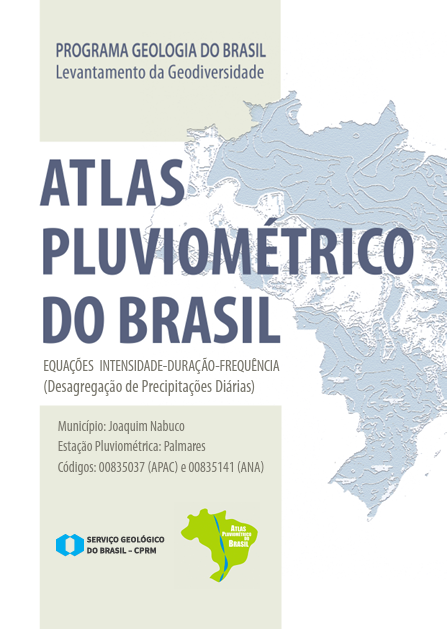 PROGRAMA GEOLOGIA DO BRASIL
Levantamento da Geodiversidade
ATLAS
PLUVIOMÉTRICO
DO BRASIL
EQUAÇÕES INTENSIDADE-DURAÇÃO-FREQUÊNCIA
(Desagregação de Precipitações Diárias)
Município: Joaquim Nabuco
Estação Pluviométrica: Palmares
Códigos: 00835037 (APAC) e 00835141 (ANA)
SERVIÇO GEOLÓGICO
DO BRASIL – CPRM
ATLAS
PLUVIOMÉTRICO
DO
BRASIL